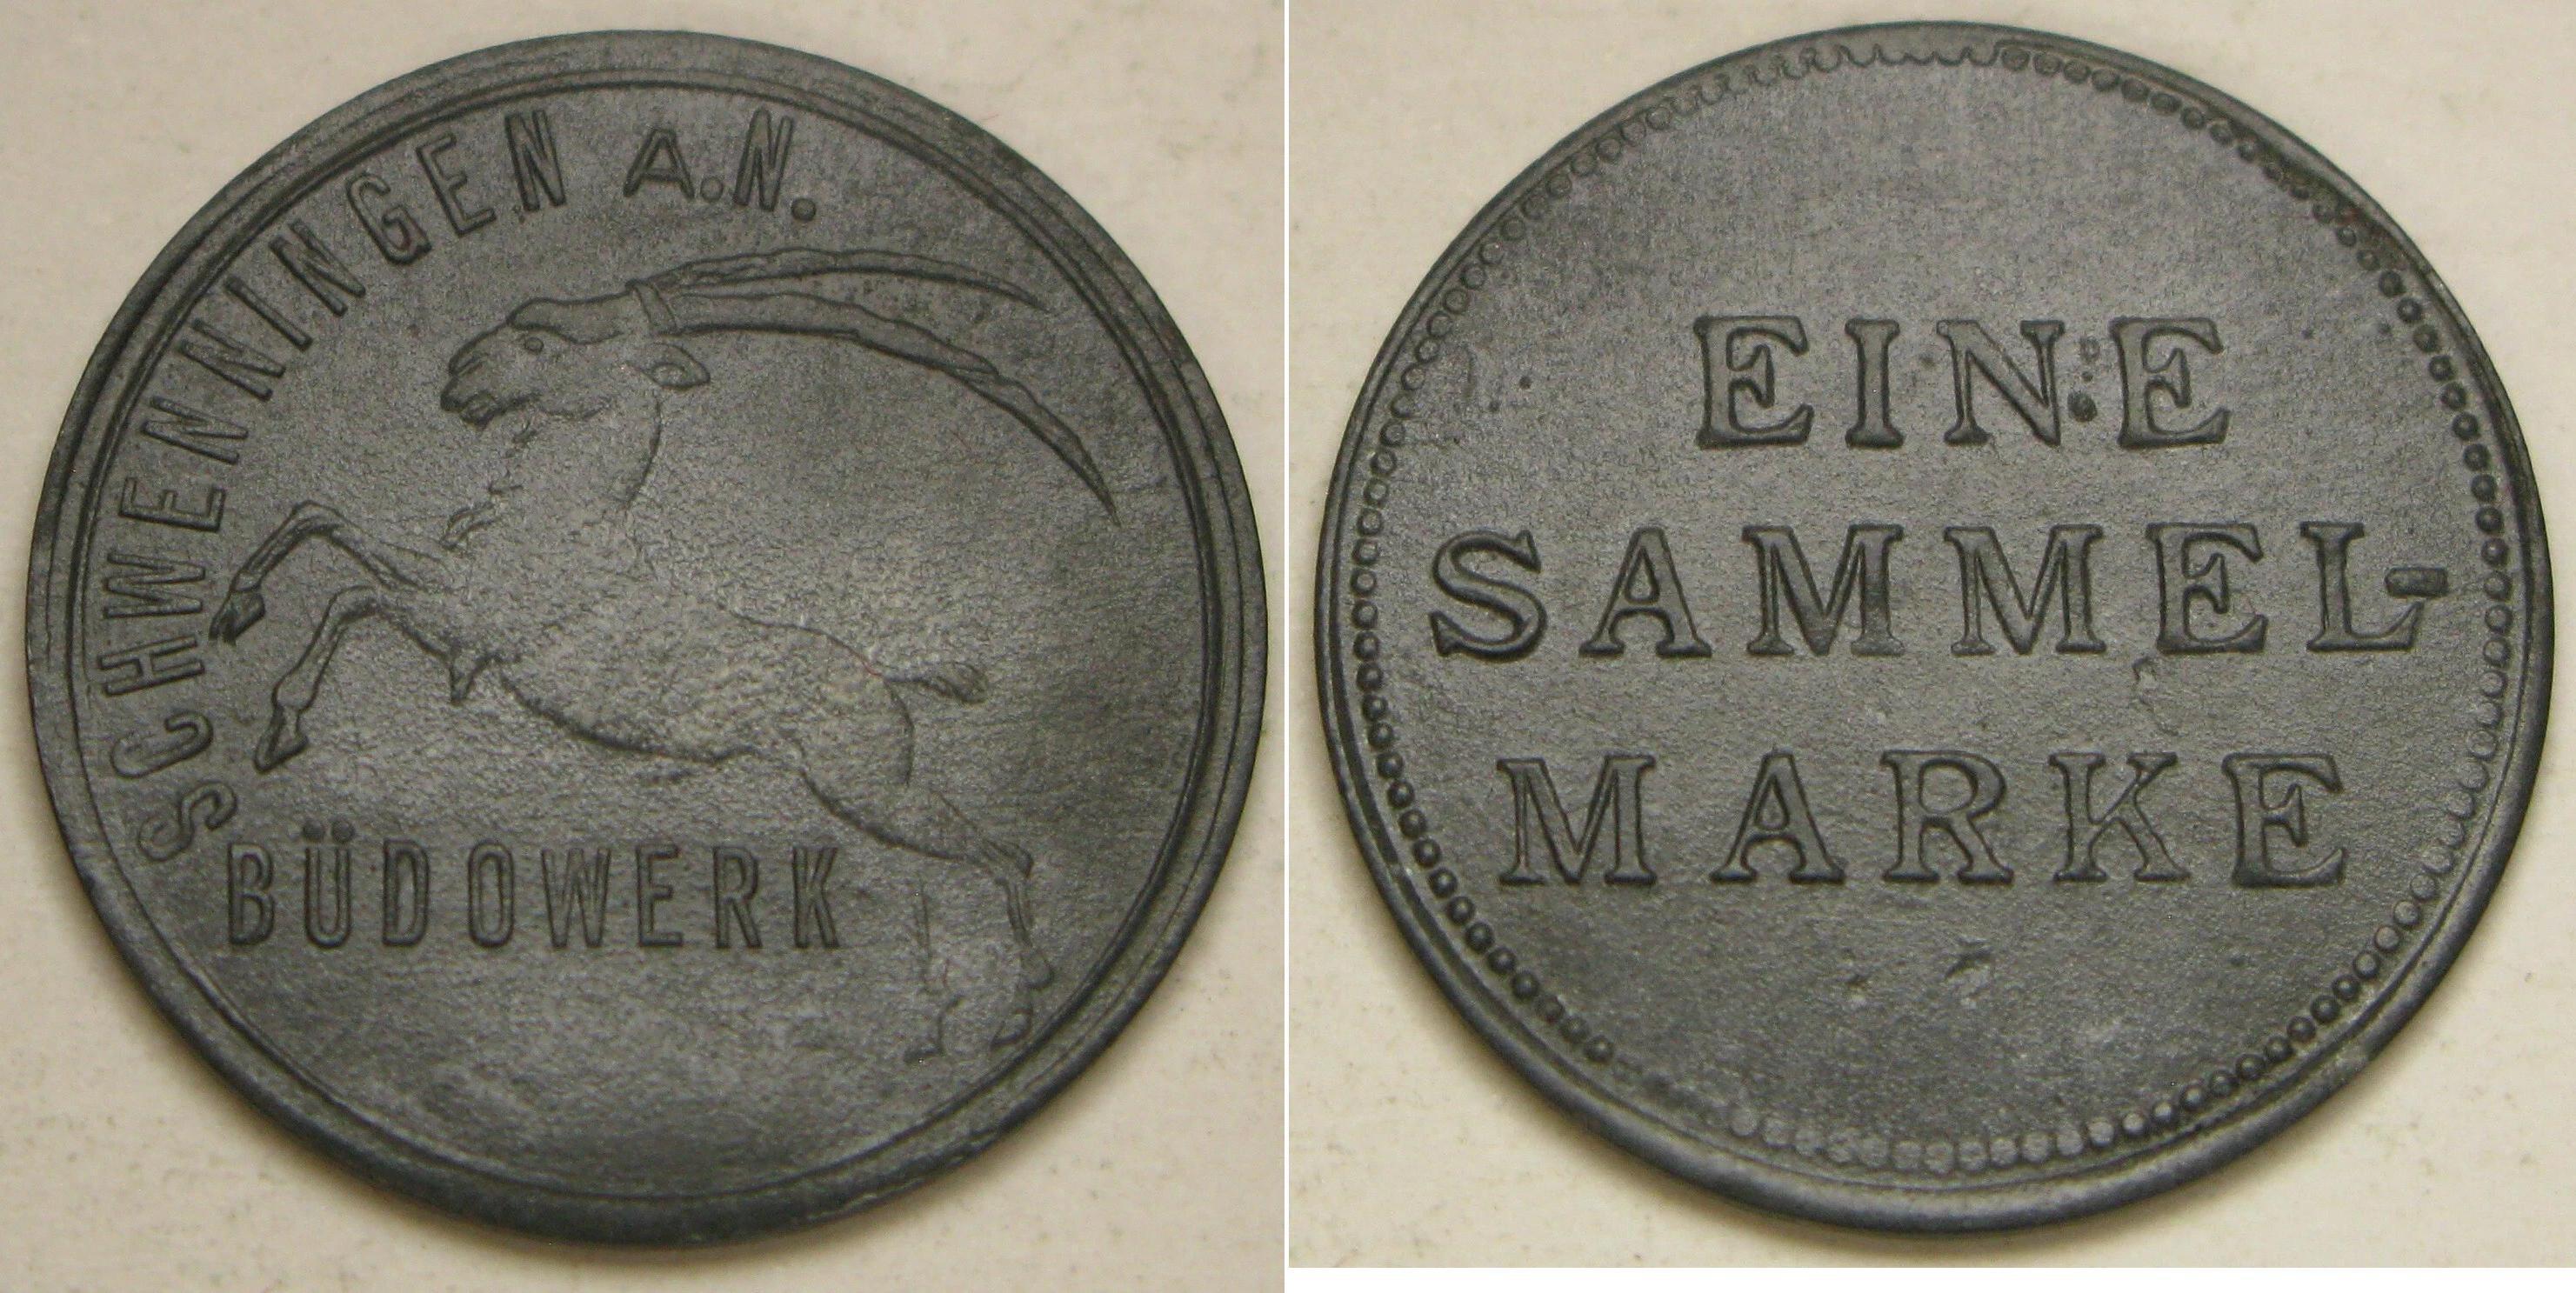 SCHWENNINGEN A.N.
BÜDOWERK
EINE
SAMMEL-
MARKE